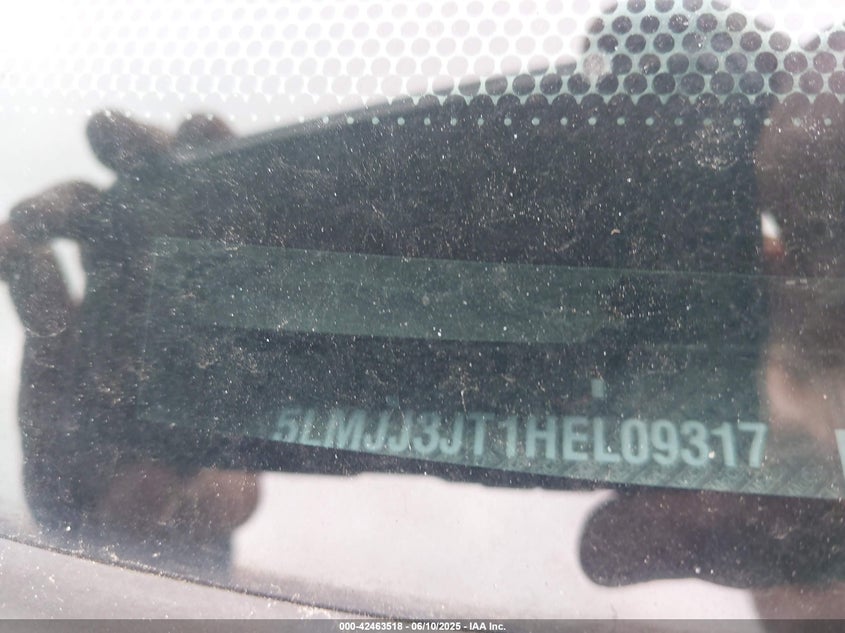 5LMJJ3JT1HEL09317
000-42463518 - 06/10/2025 - IAA Inc.